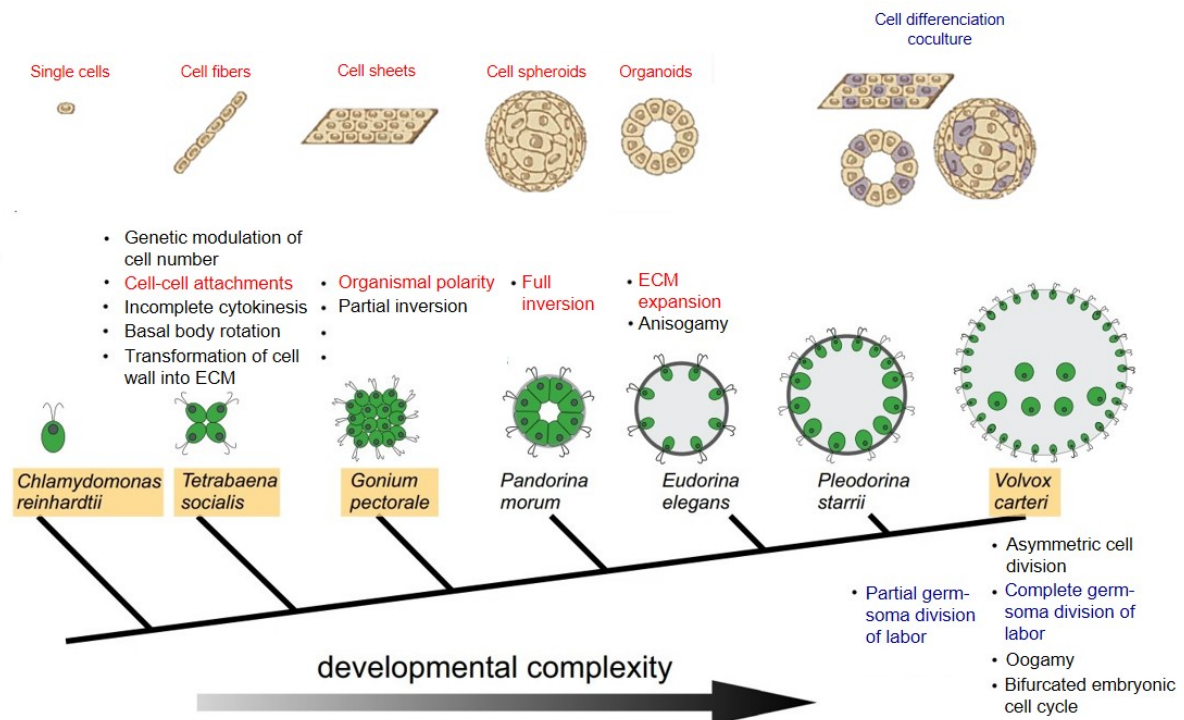 Cell differenciation
coculture
Single cells
Cell fibers
Cell sheets
Cell spheroids
Organoids
• Genetic modulation of
cell number
• Cell-cell attachments
• Incomplete cytokinesis
• Basal body rotation
• Transformation of cell
wall into ECM
• Organismal polarity
• Partial inversion
•
•
• Full
inversion
• ECM
expansion
• Anisogamy
Chlamydomonas
reinhardtii
Tetrabaena
socialis
Gonium
pectorale
Pandorina
morum
Eudorina
elegans
Pleodorina
starrii
Volvox
carteri
• Partial germ-
soma division
of labor
• Asymmetric cell
division
• Complete germ-
soma division of
labor
• Oogamy
• Bifurcated embryonic
cell cycle
developmental complexity